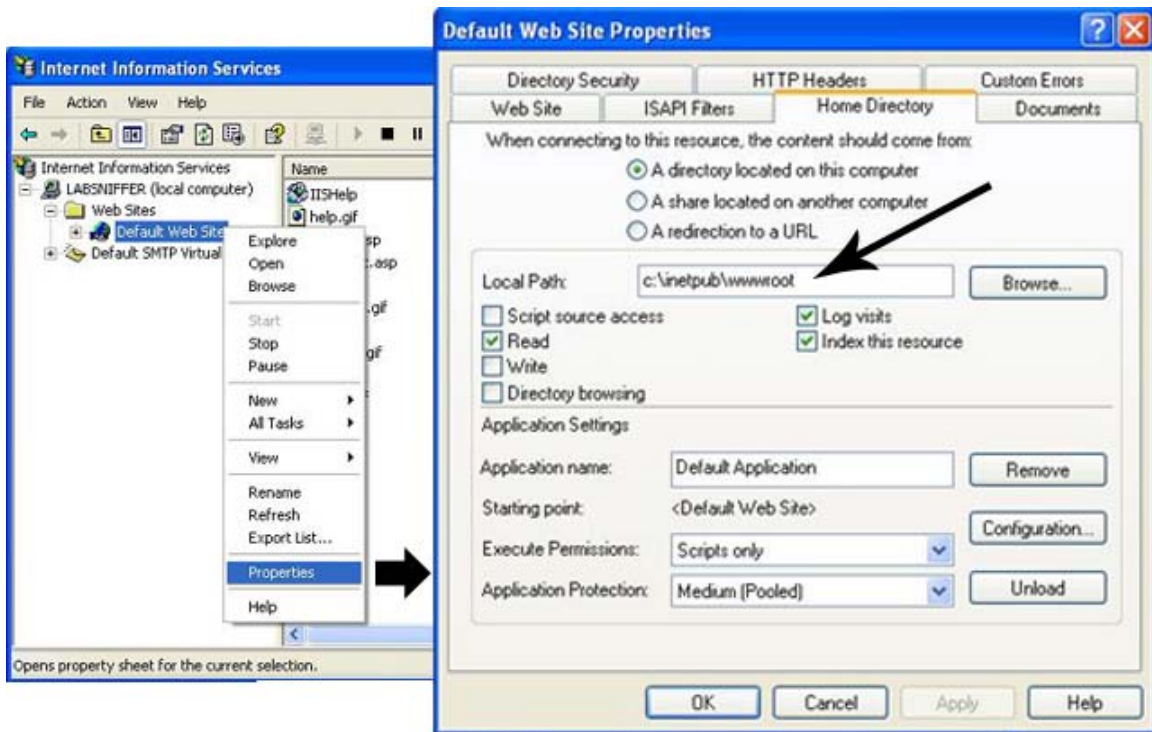 Internet Information Services
File Action View Help
Internet Information Services
LABSNIFFER (local computer)
Web Sites
Default Web Site
Default SMTP Virtual
Name
IISHelp
help.gif
sp
.asp
.gif
gif
Explore
Open
Browse
Start
Stop
Pause
New
All Tasks
View
Rename
Refresh
Export List...
Properties
Help
Opens property sheet for the current selection.
Default Web Site Properties
Directory Security HTTP Headers Custom Errors
Web Site ISAPI Filters Home Directory Documents
When connecting to this resource, the content should come from:
A directory located on this computer
A share located on another computer
A redirection to a URL
Local Path: c:\inetpub\wwwroot Browse...
Script source access Log visits
Read Index this resource
Write
Directory browsing
Application Settings
Application name: Default Application Remove
Starting point: <Default Web Site>
Configuration...
Execute Permissions: Scripts only
Application Protection: Medium (Pooled) Unload
OK Cancel Apply Help